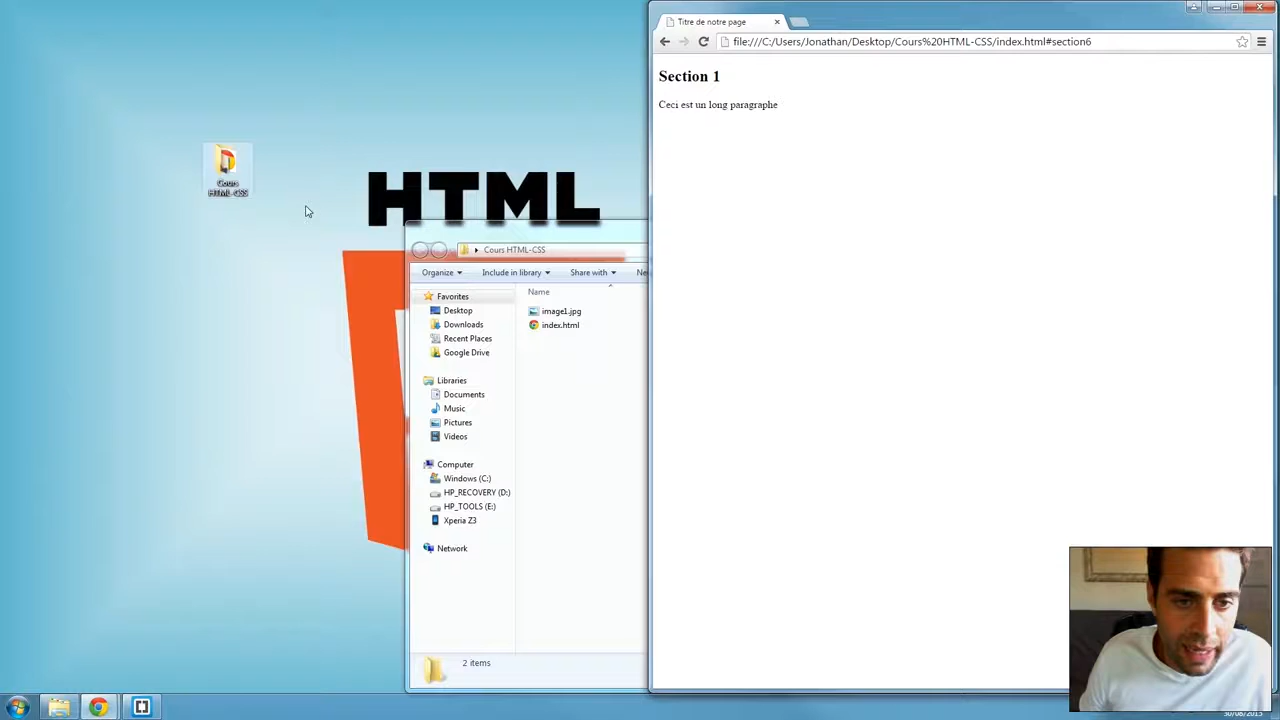 Titre de notre page
file:///C:/Users/Jonathan/Desktop/Cours%20HTML-CSS/index.html#section6
Section 1
Ceci est un long paragraphe
Cours
HTML-CSS
HTML
Cours HTML-CSS
Organize
Include in library
Share with
Name
Favorites
Desktop
Downloads
Recent Places
Google Drive
Libraries
Documents
Music
Pictures
Videos
Computer
Windows (C:)
HP_RECOVERY (D:)
HP_TOOLS (E:)
Xperia Z3
Network
image1.jpg
index.html
2 items